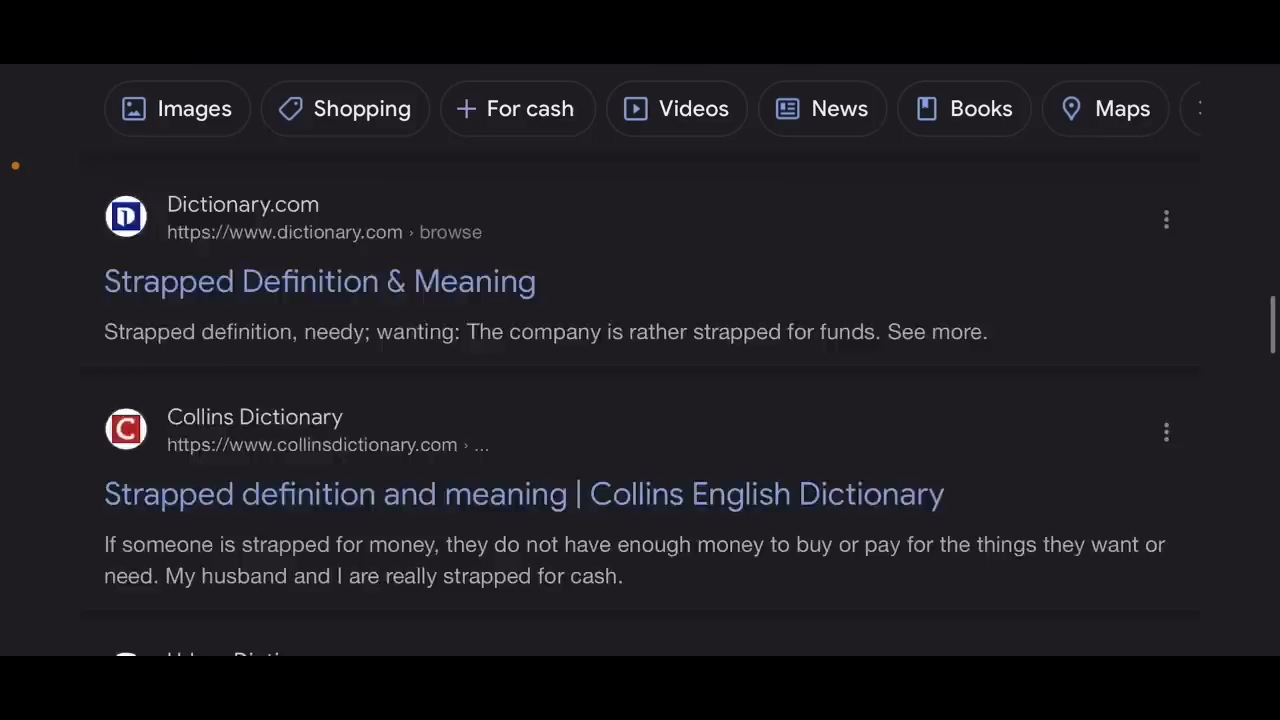 Images Shopping For cash Videos News Books Maps
Dictionary.com
https://www.dictionary.com › browse
Strapped Definition & Meaning
Strapped definition, needy; wanting: The company is rather strapped for funds. See more.
Collins Dictionary
https://www.collinsdictionary.com › ...
Strapped definition and meaning | Collins English Dictionary
If someone is strapped for money, they do not have enough money to buy or pay for the things they want or
need. My husband and I are really strapped for cash.